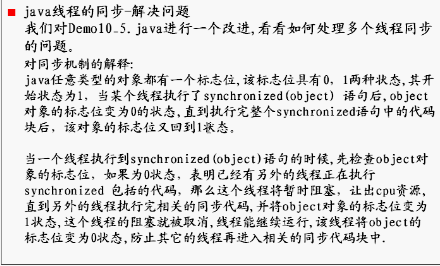 java线程的同步-解决问题
我们对Demo10_5.java进行一个改进,看看如何处理多个线程同步
的问题。
对同步机制的解释:
java任意类型的对象都有一个标志位,该标志位具有0, 1两种状态,其开
始状态为1, 当某个线程执行了synchronized(object) 语句后,object
对象的标志位变为0的状态,直到执行完整个synchronized语句中的代码
块后, 该对象的标志位又回到1状态。
当一个线程执行到synchronized(object)语句的时候,先检查object对
象的标志位, 如果为0状态, 表明已经有另外的线程正在执行
synchronized 包括的代码, 那么这个线程将暂时阻塞, 让出cpu资源,
直到另外的线程执行完相关的同步代码,并将object对象的标志位变为
1状态,这个线程的阻塞就被取消,线程能继续运行,该线程将object的
标志位变为0状态,防止其它的线程再进入相关的同步代码块中.